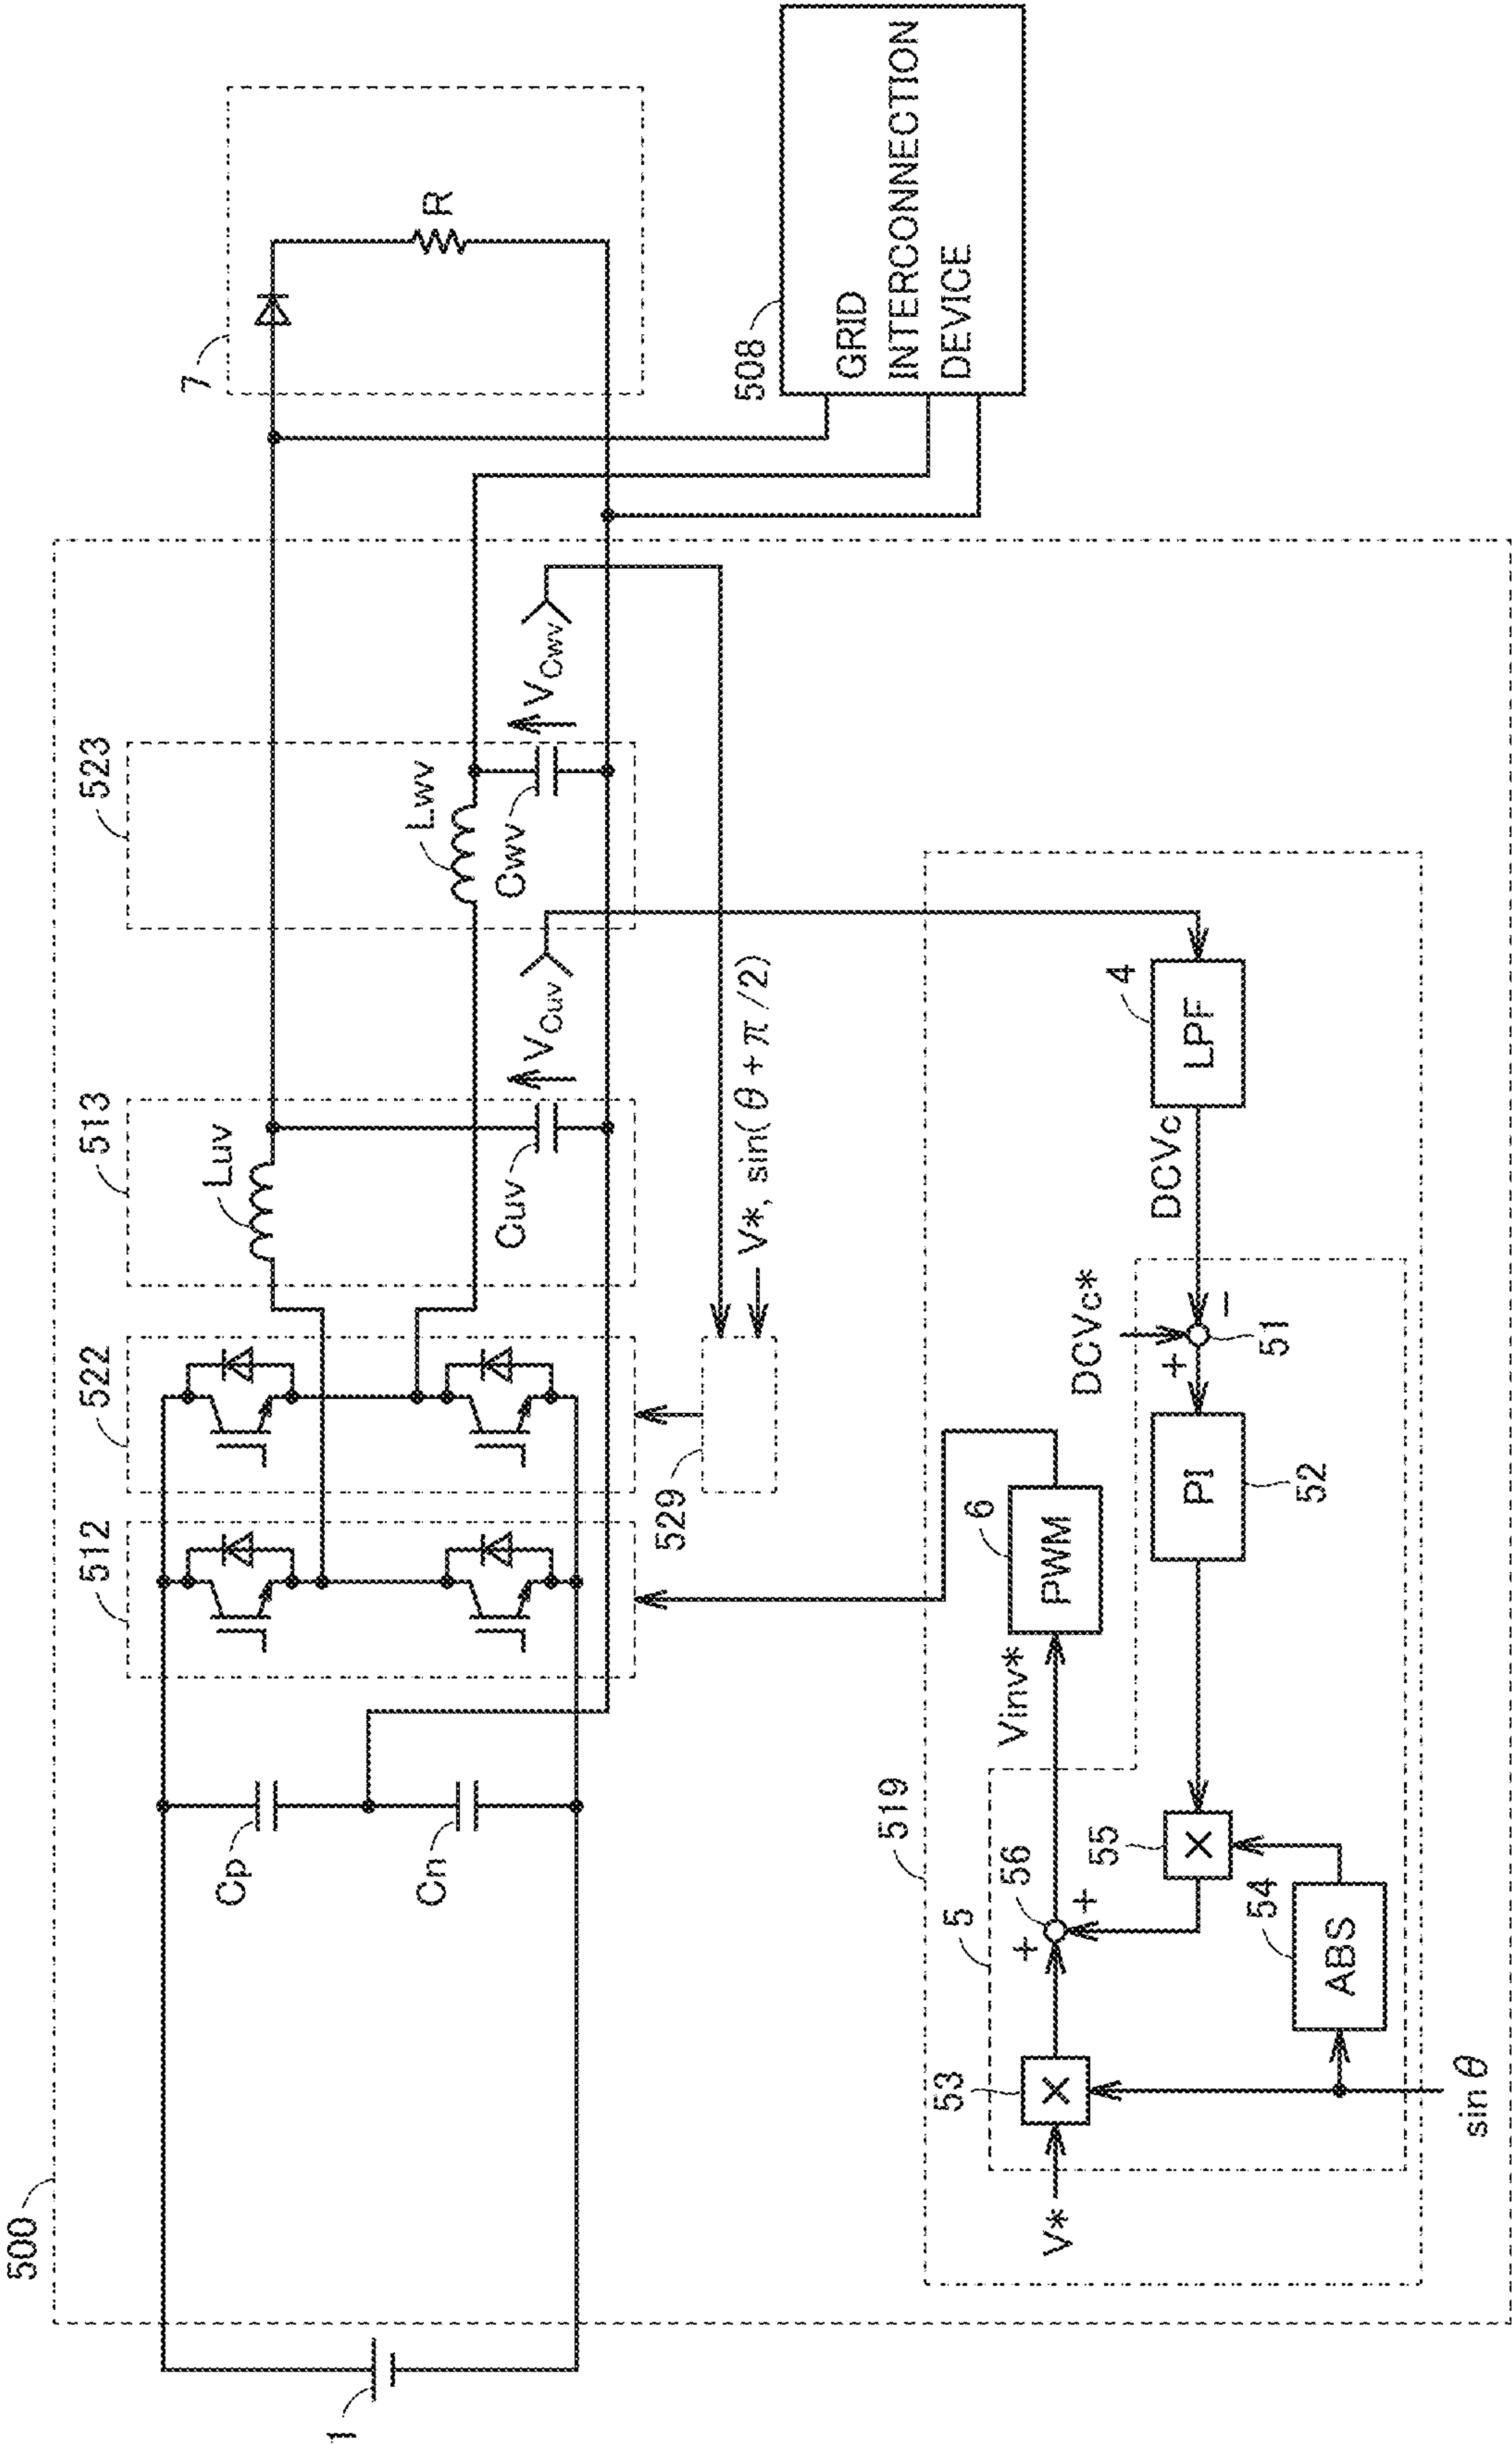 500
1
Cp
Cn
512
522
513
Luv
Cuv
VCuv
523
Lwv
Cwv
VCwv
7
R
508
GRID
INTERCONNECTION
DEVICE
529
V*, sin(θ+π/2)
519
5
V*
53
×
+
56
+
Vinv*
6
PWM
sin θ
54
ABS
55
×
52
PI
DCVc*
+
51
−
DCVc
4
LPF